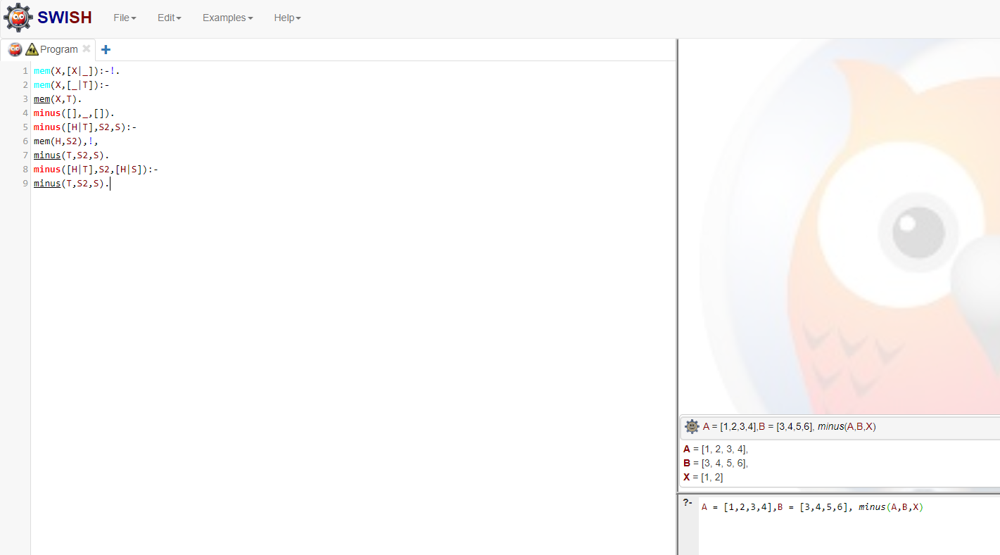 SWISH File Edit Examples Help
Program
1 mem(X,[X|_]):-!.
2 mem(X,[_|T]):-
3 mem(X,T).
4 minus([],_,[]).
5 minus([H|T],S2,S):-
6 mem(H,S2),!,
7 minus(T,S2,S).
8 minus([H|T],S2,[H|S]):-
9 minus(T,S2,S).
A = [1,2,3,4],B = [3,4,5,6], minus(A,B,X)
A = [1, 2, 3, 4],
B = [3, 4, 5, 6],
X = [1, 2]
?- A = [1,2,3,4],B = [3,4,5,6], minus(A,B,X)